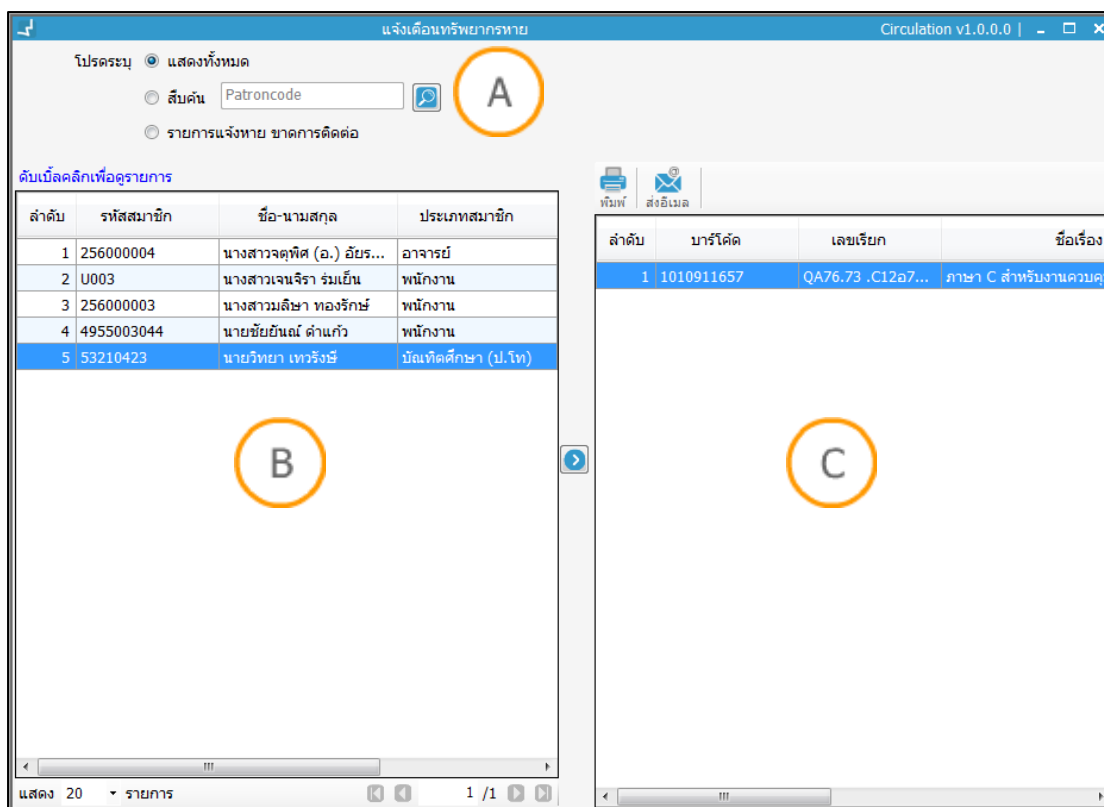 แจ้งเตือนทรัพยากรหาย Circulation v1.0.0.0 |
โปรดระบุ แสดงทั้งหมด
สืบค้น Patroncode
รายการแจ้งหาย ขาดการติดต่อ
A
ดับเบิ้ลคลิกเพื่อดูรายการ
ลำดับ รหัสสมาชิก ชื่อ-นามสกุล ประเภทสมาชิก
1 256000004 นางสาวจตุพิศ (อ.) อัยร... อาจารย์
2 U003 นางสาวเจนจิรา ร่มเย็น พนักงาน
3 256000003 นางสาวมลิษา ทองรักษ์ พนักงาน
4 4955003044 นายชัยยันณ์ ดำแก้ว พนักงาน
5 53210423 นายวิทยา เทวรังษี บัณฑิตศึกษา (ป.โท)
B
แสดง 20 รายการ 1 /1
พิมพ์ ส่งอีเมล
ลำดับ บาร์โค้ด เลขเรียก ชื่อเรื่อง
1 1010911657 QA76.73 .C12อ7... ภาษา C สำหรับงานควบคุ
C